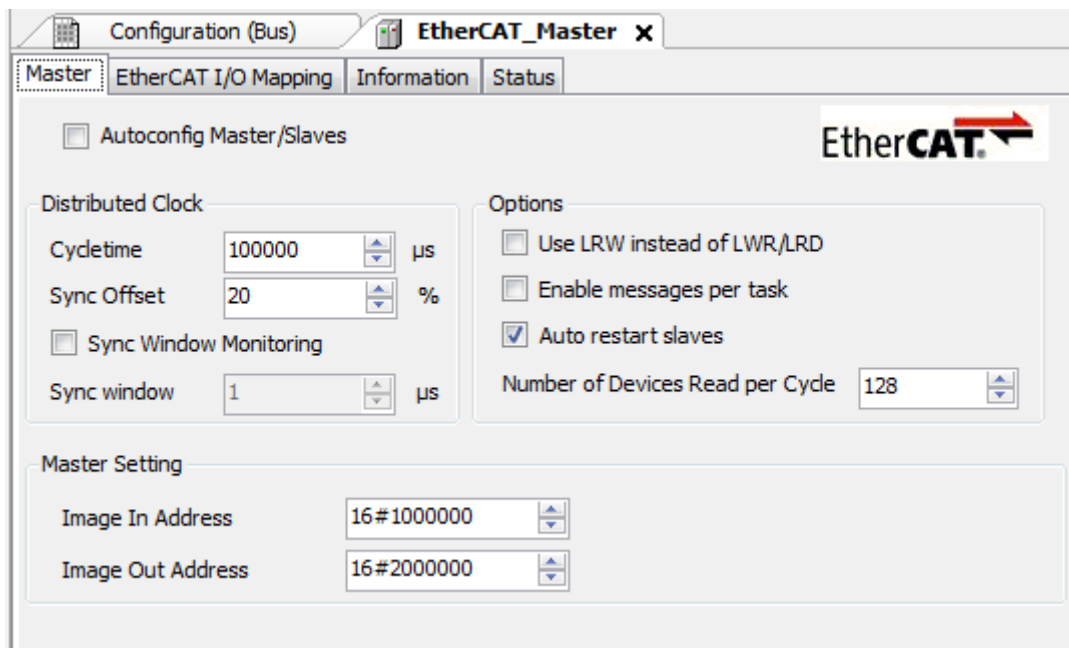 Configuration (Bus) EtherCAT_Master x
Master EtherCAT I/O Mapping Information Status
Autoconfig Master/Slaves
EtherCAT®
Distributed Clock
Cycletime 100000 µs
Sync Offset 20 %
Sync Window Monitoring
Sync window 1 µs
Options
Use LRW instead of LWR/LRD
Enable messages per task
Auto restart slaves
Number of Devices Read per Cycle 128
Master Setting
Image In Address 16#1000000
Image Out Address 16#2000000